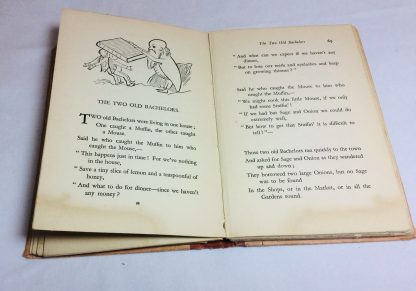 THE TWO OLD BACHELORS.
TWO old Bachelors were living in one house;
One caught a Muffin, the other caught
a Mouse.
Said he who caught the Muffin to him who
caught the Mouse,—
"This happens just in time! For we've nothing
in the house,
"Save a tiny slice of lemon and a teaspoonful of
honey,
"And what to do for dinner—since we haven't
any money?
The Two Old Bachelors
"And what can we expect if we haven't any
dinner,
"But to lose our teeth and eyelashes and keep
on growing thinner?"
Said he who caught the Mouse to him who
caught the Muffin,—
"We might cook this little Mouse, if we only
had some Stuffin'!
"If we had but Sage and Onion we could do
extremely well,
"But how to get that Stuffin' it is difficult to
tell!"—
Those two old Bachelors ran quickly to the town
And asked for Sage and Onion as they wandered
up and down;
They borrowed two large Onions, but no Sage
was to be found
In the Shops, or in the Market, or in all the
Gardens round.